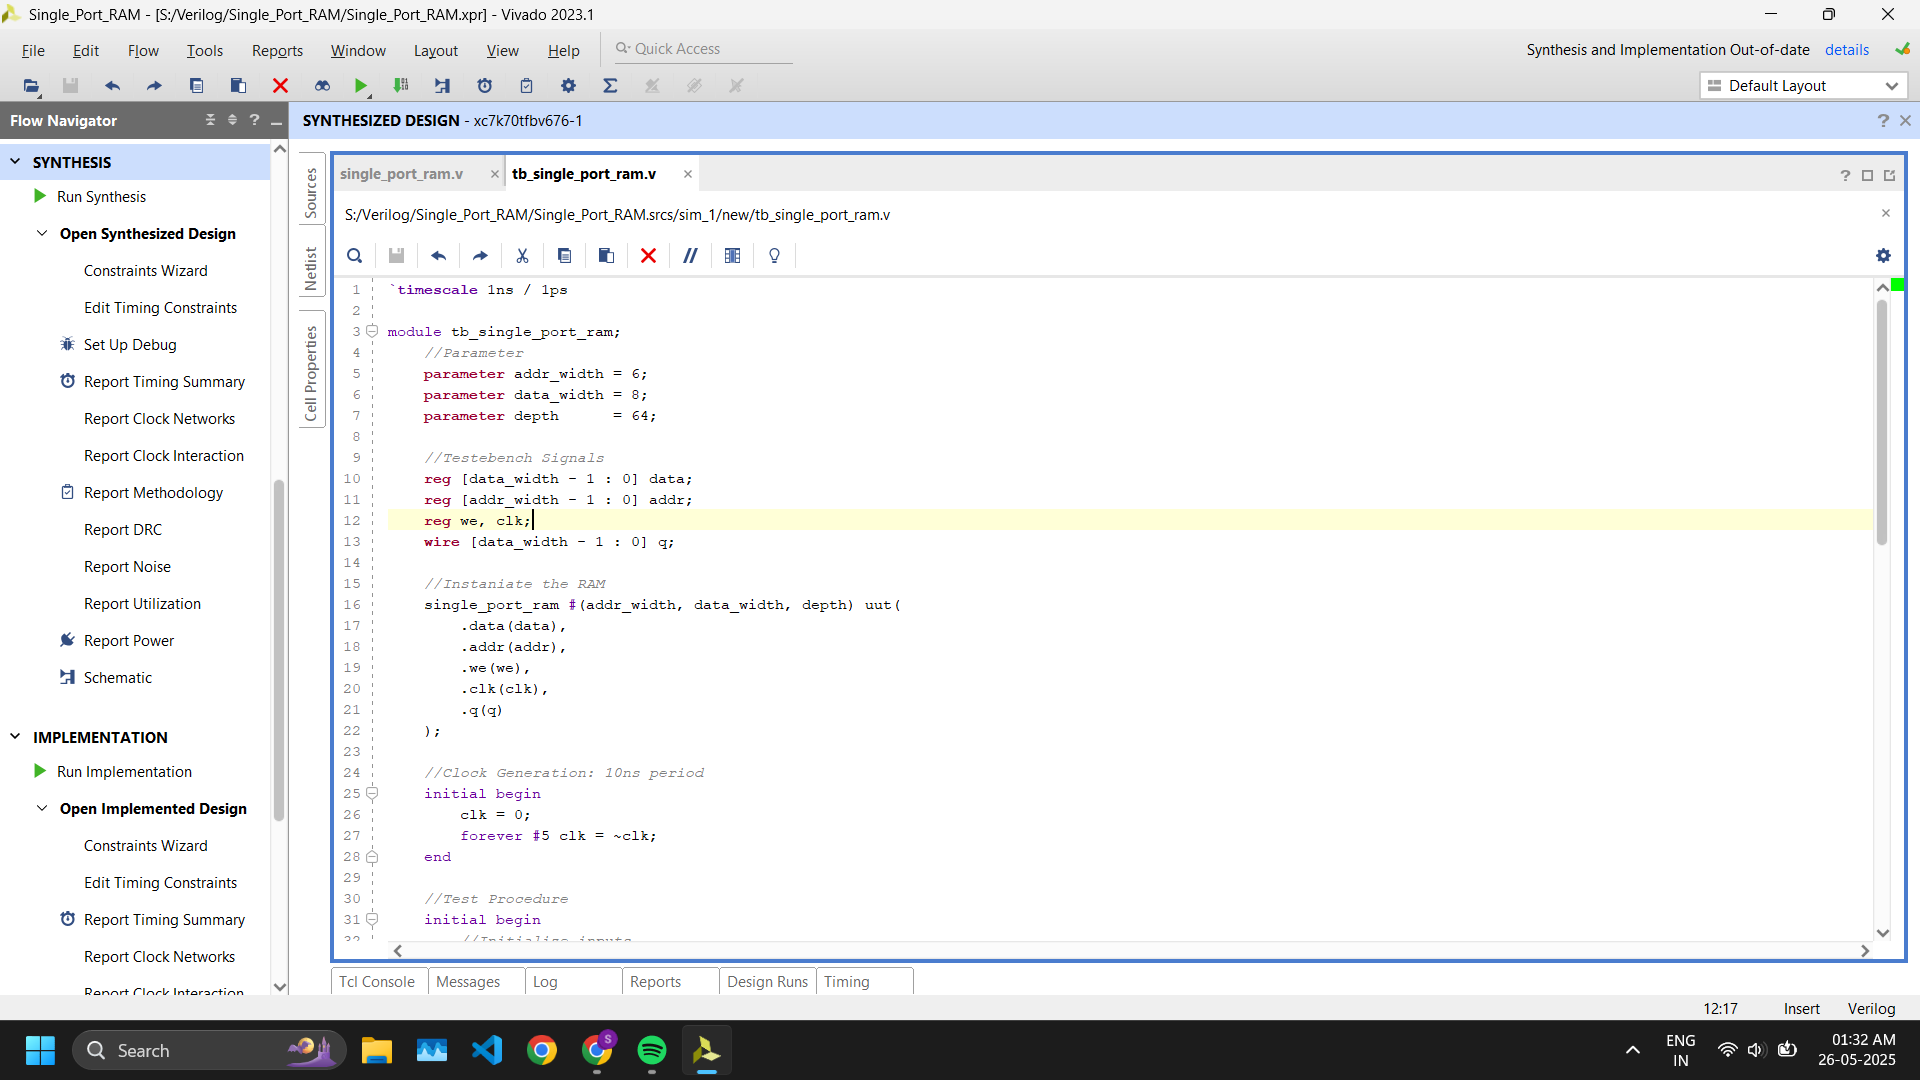 Single_Port_RAM - [S:/Verilog/Single_Port_RAM/Single_Port_RAM.xpr] - Vivado 2023.1
File Edit Flow Tools Reports Window Layout View Help Quick Access
Synthesis and Implementation Out-of-date details
Default Layout
Flow Navigator
SYNTHESIZED DESIGN - xc7k70tfbv676-1
SYNTHESIS
Run Synthesis
Open Synthesized Design
Constraints Wizard
Edit Timing Constraints
Set Up Debug
Report Timing Summary
Report Clock Networks
Report Clock Interaction
Report Methodology
Report DRC
Report Noise
Report Utilization
Report Power
Schematic
IMPLEMENTATION
Run Implementation
Open Implemented Design
Constraints Wizard
Edit Timing Constraints
Report Timing Summary
Report Clock Networks
Report Clock Interaction
Sources
Netlist
Cell Properties
single_port_ram.v
tb_single_port_ram.v
S:/Verilog/Single_Port_RAM/Single_Port_RAM.srcs/sim_1/new/tb_single_port_ram.v
1 `timescale 1ns / 1ps
2
3 module tb_single_port_ram;
4 //Parameter
5 parameter addr_width = 6;
6 parameter data_width = 8;
7 parameter depth = 64;
8
9 //Testebench Signals
10 reg [data_width - 1 : 0] data;
11 reg [addr_width - 1 : 0] addr;
12 reg we, clk;
13 wire [data_width - 1 : 0] q;
14
15 //Instaniate the RAM
16 single_port_ram #(addr_width, data_width, depth) uut(
17 .data(data),
18 .addr(addr),
19 .we(we),
20 .clk(clk),
21 .q(q)
22 );
23
24 //Clock Generation: 10ns period
25 initial begin
26 clk = 0;
27 forever #5 clk = ~clk;
28 end
29
30 //Test Procedure
31 initial begin
32 //Initialise inputs
Tcl Console Messages Log Reports Design Runs Timing
12:17 Insert Verilog
Search
S
ENG
IN
01:32 AM
26-05-2025